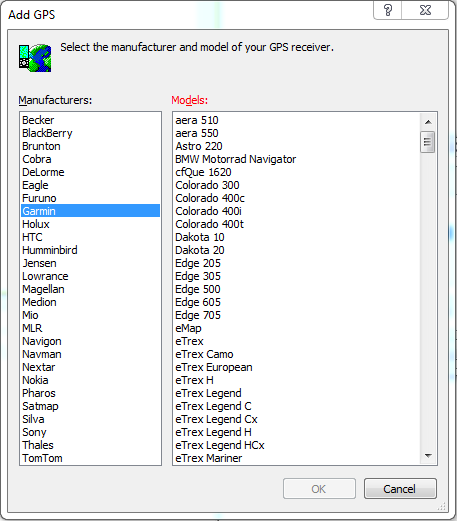 Add GPS
Select the manufacturer and model of your GPS receiver.
Manufacturers:
Becker
BlackBerry
Brunton
Cobra
DeLorme
Eagle
Furuno
Garmin
Holux
HTC
Humminbird
Jensen
Lowrance
Magellan
Medion
Mio
MLR
Navigon
Navman
Nextar
Nokia
Pharos
Satmap
Silva
Sony
Thales
TomTom
Models:
aera 510
aera 550
Astro 220
BMW Motorrad Navigator
cfQue 1620
Colorado 300
Colorado 400c
Colorado 400i
Colorado 400t
Dakota 10
Dakota 20
Edge 205
Edge 305
Edge 500
Edge 605
Edge 705
eMap
eTrex
eTrex Camo
eTrex European
eTrex H
eTrex Legend
eTrex Legend C
eTrex Legend Cx
eTrex Legend H
eTrex Legend HCx
eTrex Mariner
OK
Cancel